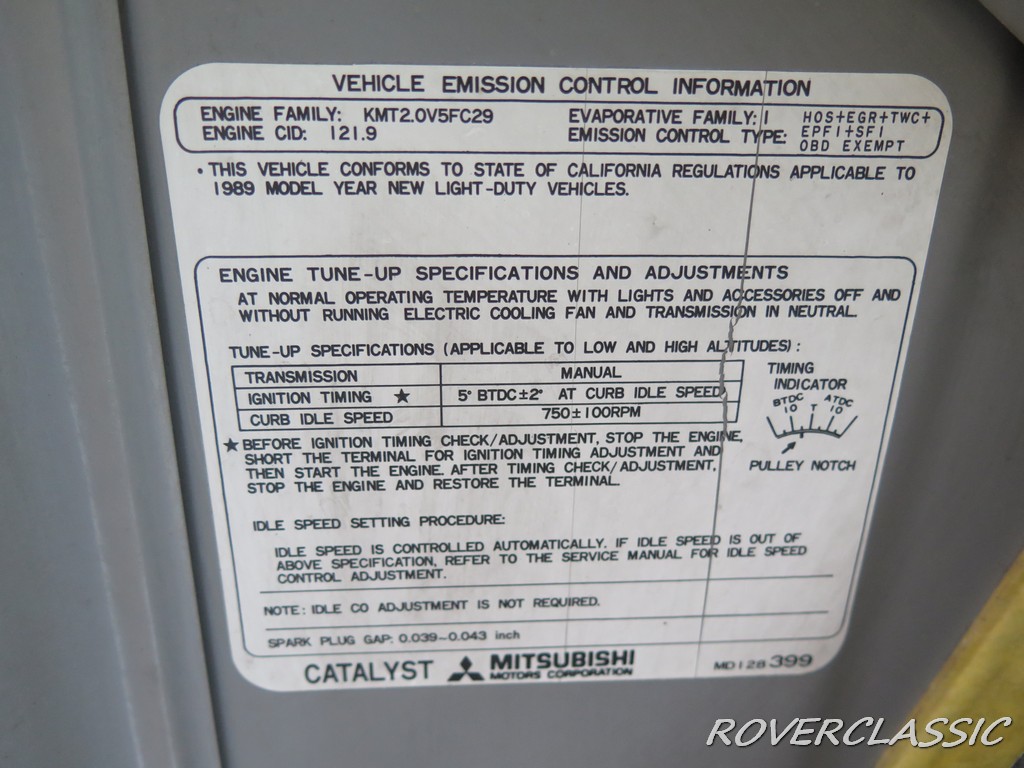 VEHICLE EMISSION CONTROL INFORMATION
ENGINE FAMILY: KMT2.0V5FC29
ENGINE CID: 121.9
EVAPORATIVE FAMILY: 1
EMISSION CONTROL TYPE:
HOS+EGR+TWC+
EPFI+SFI
OBD EXEMPT
• THIS VEHICLE CONFORMS TO STATE OF CALIFORNIA REGULATIONS APPLICABLE TO
1989 MODEL YEAR NEW LIGHT-DUTY VEHICLES.
ENGINE TUNE-UP SPECIFICATIONS AND ADJUSTMENTS
AT NORMAL OPERATING TEMPERATURE WITH LIGHTS AND ACCESSORIES OFF AND
WITHOUT RUNNING ELECTRIC COOLING FAN AND TRANSMISSION IN NEUTRAL.
TUNE-UP SPECIFICATIONS (APPLICABLE TO LOW AND HIGH ALTITUDES) :
TRANSMISSION MANUAL
IGNITION TIMING ★ 5° BTDC±2° AT CURB IDLE SPEED
CURB IDLE SPEED 750±100RPM
TIMING
INDICATOR
BTDC ATDC
10 T 10
PULLEY NOTCH
★ BEFORE IGNITION TIMING CHECK/ADJUSTMENT, STOP THE ENGINE,
SHORT THE TERMINAL FOR IGNITION TIMING ADJUSTMENT AND
THEN START THE ENGINE. AFTER TIMING CHECK/ADJUSTMENT,
STOP THE ENGINE AND RESTORE THE TERMINAL.
IDLE SPEED SETTING PROCEDURE:
IDLE SPEED IS CONTROLLED AUTOMATICALLY. IF IDLE SPEED IS OUT OF
ABOVE SPECIFICATION, REFER TO THE SERVICE MANUAL FOR IDLE SPEED
CONTROL ADJUSTMENT.
NOTE: IDLE CO ADJUSTMENT IS NOT REQUIRED.
SPARK PLUG GAP: 0.039~0.043 inch
CATALYST MITSUBISHI
MOTORS CORPORATION
MD128399
ROVERCLASSIC